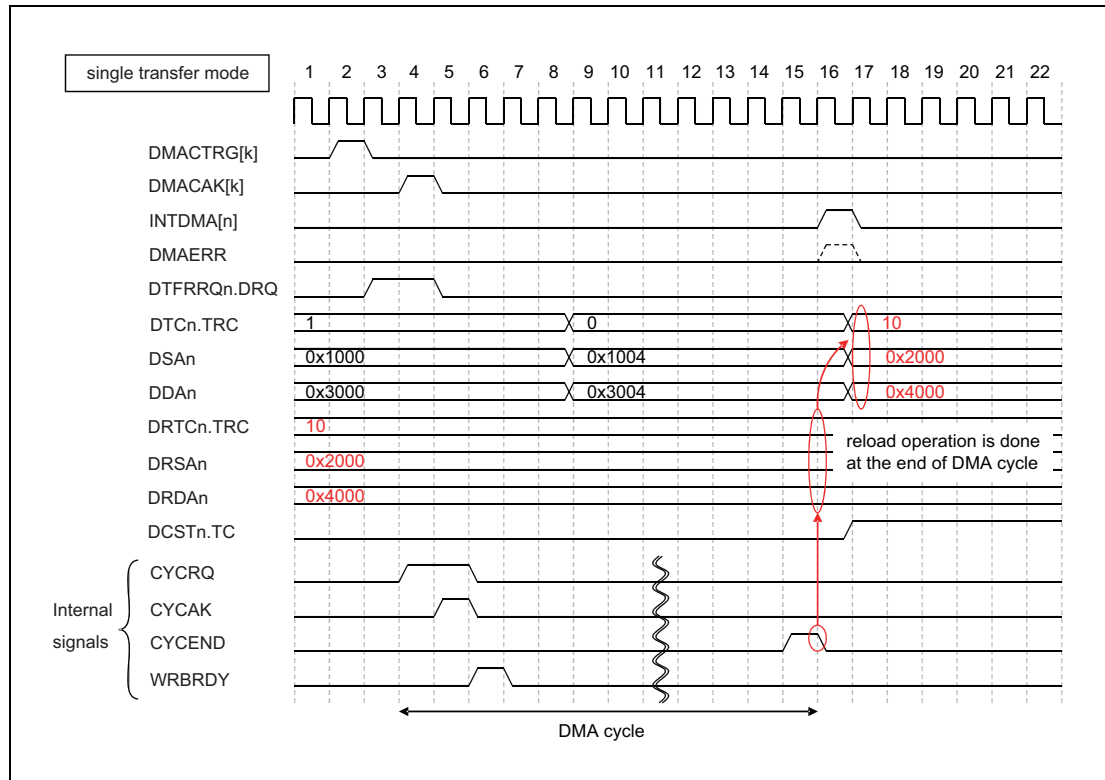 single transfer mode
1 2 3 4 5 6 7 8 9 10 11 12 13 14 15 16 17 18 19 20 21 22
DMACTRG[k]
DMACAK[k]
INTDMA[n]
DMAERR
DTFRRQn.DRQ
DTCn.TRC 1 0 10
DSAn 0x1000 0x1004 0x2000
DDAn 0x3000 0x3004 0x4000
DRTCn.TRC 10
reload operation is done
at the end of DMA cycle
DRSAn 0x2000
DRDAn 0x4000
DCSTn.TC
Internal
signals
CYCRQ
CYCAK
CYCEND
WRBRDY
DMA cycle